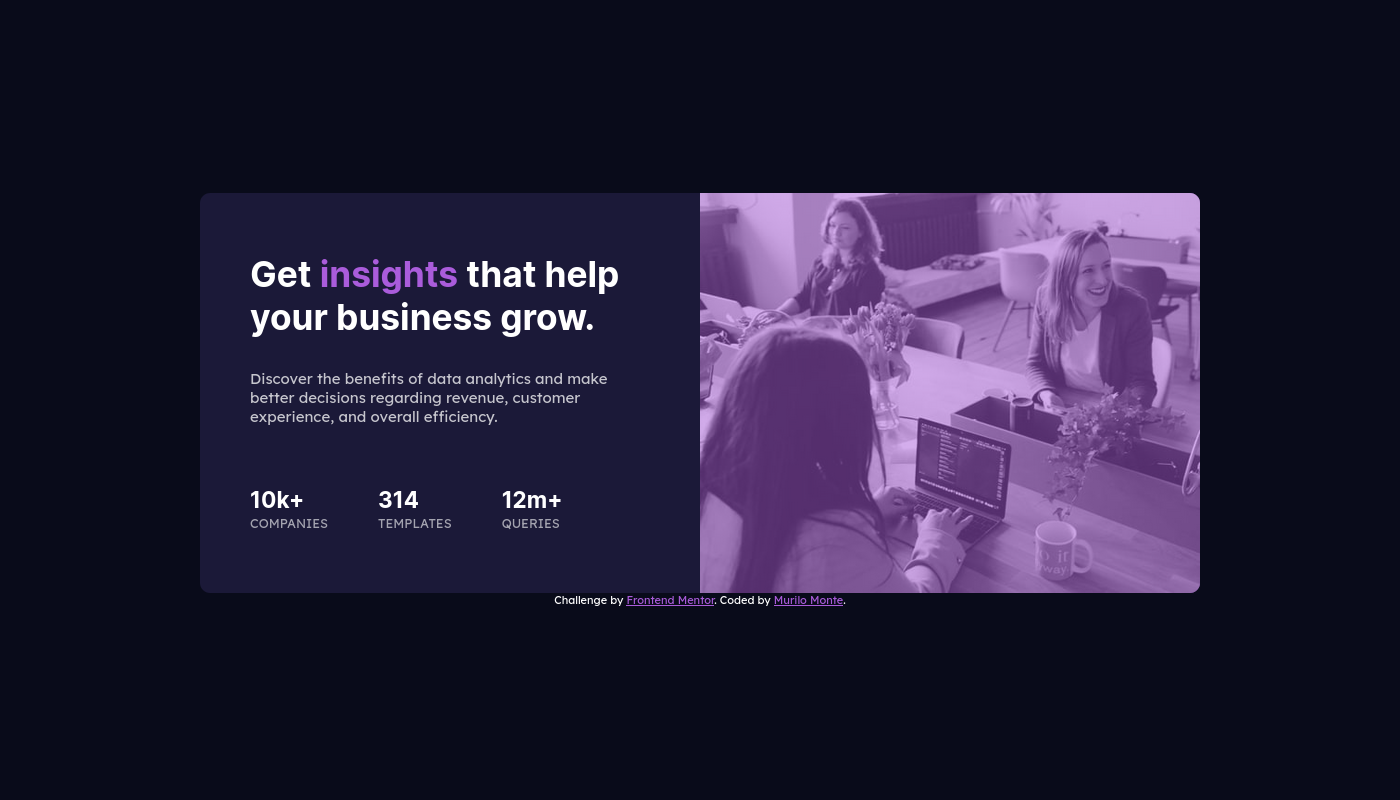 Get insights that help
your business grow.
Discover the benefits of data analytics and make
better decisions regarding revenue, customer
experience, and overall efficiency.
10k+ 314 12m+
COMPANIES TEMPLATES QUERIES
Challenge by Frontend Mentor. Coded by Murilo Monte.